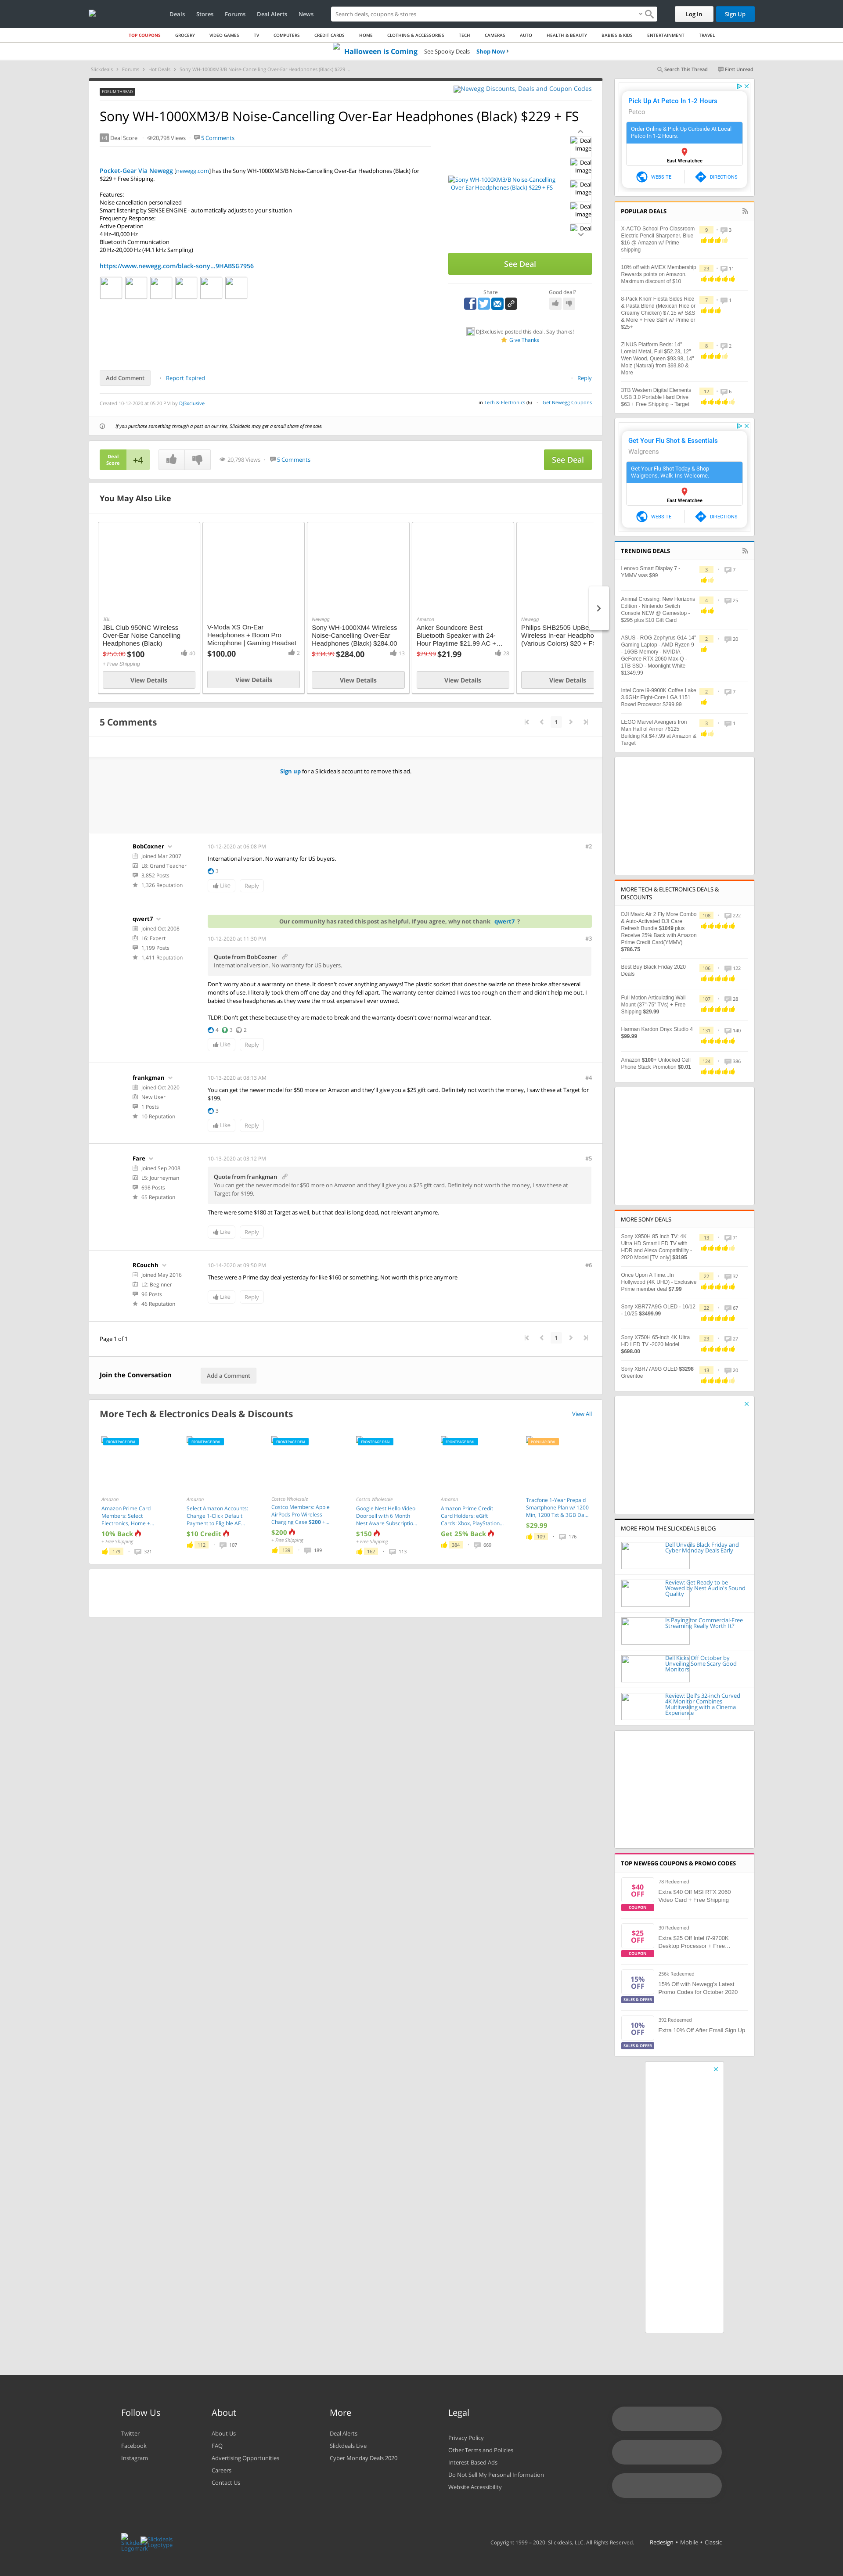 Deals Stores Forums Deal Alerts News
Search deals, coupons & stores
Log In
Sign Up
TOP COUPONS GROCERY VIDEO GAMES TV COMPUTERS CREDIT CARDS HOME CLOTHING & ACCESSORIES TECH CAMERAS AUTO HEALTH & BEAUTY BABIES & KIDS ENTERTAINMENT TRAVEL
Halloween is Coming See Spooky Deals Shop Now ›
Slickdeals > Forums > Hot Deals > Sony WH-1000XM3/B Noise-Cancelling Over-Ear Headphones (Black) $229 ...
Search This Thread
First Unread
FORUM THREAD
Newegg Discounts, Deals and Coupon Codes
Sony WH-1000XM3/B Noise-Cancelling Over-Ear Headphones (Black) $229 + FS
+4 Deal Score 20,798 Views 5 Comments
Pocket-Gear Via Newegg [newegg.com] has the Sony WH-1000XM3/B Noise-Cancelling Over-Ear Headphones (Black) for
$229 + Free Shipping.
Features:
Noise cancellation personalized
Smart listening by SENSE ENGINE - automatically adjusts to your situation
Frequency Response:
Active Operation
4 Hz-40,000 Hz
Bluetooth Communication
20 Hz-20,000 Hz (44.1 kHz Sampling)
https://www.newegg.com/black-sony...9HABSG7956
Sony WH-1000XM3/B Noise-Cancelling
Over-Ear Headphones (Black) $229 + FS
Deal
Image
Deal
Image
Deal
Image
Deal
Image
Deal
See Deal
Share
Good deal?
DJ3xclusive posted this deal. Say thanks!
Give Thanks
Add Comment
Report Expired
Reply
Created 10-12-2020 at 05:20 PM by DJ3xclusive
in Tech & Electronics (6) Get Newegg Coupons
If you purchase something through a post on our site, Slickdeals may get a small share of the sale.
Deal
Score
+4
20,798 Views 5 Comments
See Deal
You May Also Like
JBL
JBL Club 950NC Wireless
Over-Ear Noise Cancelling
Headphones (Black)
$250.00 $100
49
+ Free Shipping
View Details
V-Moda XS On-Ear
Headphones + Boom Pro
Microphone | Gaming Headset
$100.00
2
View Details
Newegg
Sony WH-1000XM4 Wireless
Noise-Cancelling Over-Ear
Headphones (Black) $284.00
$334.99 $284.00
13
View Details
Amazon
Anker Soundcore Best
Bluetooth Speaker with 24-
Hour Playtime $21.99 AC +...
$29.99 $21.99
28
View Details
Newegg
Philips SHB2505 UpBe
Wireless In-ear Headpho
(Various Colors) $20 + F
View Details
5 Comments
1
Sign up for a Slickdeals account to remove this ad.
BobCoxner
Joined Mar 2007
L8: Grand Teacher
3,852 Posts
1,326 Reputation
10-12-2020 at 06:08 PM
#2
International version. No warranty for US buyers.
3
Like
Reply
qwert7
Joined Oct 2008
L6: Expert
1,199 Posts
1,411 Reputation
Our community has rated this post as helpful. If you agree, why not thank qwert7 ?
10-12-2020 at 11:30 PM
#3
Quote from BobCoxner
International version. No warranty for US buyers.
Don't worry about a warranty on these. It doesn't cover anything anyways! The plastic socket that does the swizzle on these broke after several
months of use. I literally took them off one day and they fell apart. The warranty center claimed I was too rough on them and didn't help me out. I
babied these headphones as they were the most expensive I ever owned.
TLDR: Don't get these because they are made to break and the warranty doesn't cover normal wear and tear.
4 3 2
Like
Reply
frankgman
Joined Oct 2020
New User
1 Posts
10 Reputation
10-13-2020 at 08:13 AM
#4
You can get the newer model for $50 more on Amazon and they'll give you a $25 gift card. Definitely not worth the money, I saw these at Target for
$199.
3
Like
Reply
Fare
Joined Sep 2008
L5: Journeyman
698 Posts
65 Reputation
10-13-2020 at 03:12 PM
#5
Quote from frankgman
You can get the newer model for $50 more on Amazon and they'll give you a $25 gift card. Definitely not worth the money, I saw these at
Target for $199.
There were some $180 at Target as well, but that deal is long dead, not relevant anymore.
Like
Reply
RCouchh
Joined May 2016
L2: Beginner
96 Posts
46 Reputation
10-14-2020 at 09:50 PM
#6
These were a Prime day deal yesterday for like $160 or something. Not worth this price anymore
Like
Reply
Page 1 of 1
1
Join the Conversation
Add a Comment
More Tech & Electronics Deals & Discounts
View All
FRONTPAGE DEAL
Amazon
Amazon Prime Card
Members: Select
Electronics, Home +...
10% Back
+ Free Shipping
179 321
FRONTPAGE DEAL
Amazon
Select Amazon Accounts:
Change 1-Click Default
Payment to Eligible AE...
$10 Credit
112 107
FRONTPAGE DEAL
Costco Wholesale
Costco Members: Apple
AirPods Pro Wireless
Charging Case $200 +...
$200
+ Free Shipping
139 189
FRONTPAGE DEAL
Costco Wholesale
Google Nest Hello Video
Doorbell with 6 Month
Nest Aware Subscriptio...
$150
+ Free Shipping
162 113
FRONTPAGE DEAL
Amazon
Amazon Prime Credit
Card Holders: eGift
Cards: Xbox, PlayStation...
Get 25% Back
384 669
POPULAR DEAL
Tracfone 1-Year Prepaid
Smartphone Plan w/ 1200
Min, 1200 Txt & 3GB Da...
$29.99
109 176
Pick Up At Petco In 1-2 Hours
Petco
Order Online & Pick Up Curbside At Local
Petco In 1-2 Hours
East Wenatchee
WEBSITE
DIRECTIONS
POPULAR DEALS
X-ACTO School Pro Classroom
Electric Pencil Sharpener, Blue
$16 @ Amazon w/ Prime
shipping
9 3
10% off with AMEX Membership
Rewards points on Amazon.
Maximum discount of $10
23 11
8-Pack Knorr Fiesta Sides Rice
& Pasta Blend (Mexican Rice or
Creamy Chicken) $7.15 w/ S&S
& More + Free S&H w/ Prime or
$25+
7 1
ZINUS Platform Beds: 14"
Lorelai Metal, Full $52.23, 12"
Wen Wood, Queen $93.98, 14"
Moiz (Natural) from $93.80 &
More
8 2
3TB Western Digital Elements
USB 3.0 Portable Hard Drive
$63 + Free Shipping ~ Target
12 6
Get Your Flu Shot & Essentials
Walgreens
Get Your Flu Shot Today & Shop
Walgreens. Walk-Ins Welcome.
East Wenatchee
WEBSITE
DIRECTIONS
TRENDING DEALS
Lenovo Smart Display 7 -
YMMV was $99
3 7
Animal Crossing: New Horizons
Edition - Nintendo Switch
Console NEW @ Gamestop -
$295 plus $10 Gift Card
4 25
ASUS - ROG Zephyrus G14 14"
Gaming Laptop - AMD Ryzen 9
- 16GB Memory - NVIDIA
GeForce RTX 2060 Max-Q -
1TB SSD - Moonlight White
$1349.99
2 20
Intel Core i9-9900K Coffee Lake
3.6GHz Eight-Core LGA 1151
Boxed Processor $299.99
2 7
LEGO Marvel Avengers Iron
Man Hall of Armor 76125
Building Kit $47.99 at Amazon &
Target
3 1
MORE TECH & ELECTRONICS DEALS &
DISCOUNTS
DJI Mavic Air 2 Fly More Combo
& Auto-Activated DJI Care
Refresh Bundle $1049 plus
Receive 25% Back with Amazon
Prime Credit Card(YMMV)
$786.75
108 222
Best Buy Black Friday 2020
Deals
106 122
Full Motion Articulating Wall
Mount (37"-75" TVs) + Free
Shipping $29.99
107 28
Harman Kardon Onyx Studio 4
$99.99
131 140
Amazon $100+ Unlocked Cell
Phone Stack Promotion $0.01
124 386
MORE SONY DEALS
Sony X950H 85 Inch TV: 4K
Ultra HD Smart LED TV with
HDR and Alexa Compatibility -
2020 Model [TV only] $3195
13 71
Once Upon A Time...In
Hollywood (4K UHD) - Exclusive
Prime member deal $7.99
22 37
Sony XBR77A9G OLED - 10/12
- 10/25 $3499.99
22 67
Sony X750H 65-inch 4K Ultra
HD LED TV -2020 Model
$698.00
23 27
Sony XBR77A9G OLED $3298
Greentoe
13 20
MORE FROM THE SLICKDEALS BLOG
Dell Unveils Black Friday and
Cyber Monday Deals Early
Review: Get Ready to be
Wowed by Nest Audio's Sound
Quality
Is Paying for Commercial-Free
Streaming Really Worth It?
Dell Kicks Off October by
Unveiling Some Scary Good
Monitors
Review: Dell's 32-inch Curved
4K Monitor Combines
Multitasking with a Cinema
Experience
TOP NEWEGG COUPONS & PROMO CODES
$40
OFF
COUPON
78 Redeemed
Extra $40 Off MSI RTX 2060
Video Card + Free Shipping
$25
OFF
COUPON
30 Redeemed
Extra $25 Off Intel i7-9700K
Desktop Processor + Free...
15%
OFF
SALES & OFFER
256k Redeemed
15% Off with Newegg's Latest
Promo Codes for October 2020
10%
OFF
SALES & OFFER
392 Redeemed
Extra 10% Off After Email Sign Up
Follow Us
Twitter
Facebook
Instagram
About
About Us
FAQ
Advertising Opportunities
Careers
Contact Us
More
Deal Alerts
Slickdeals Live
Cyber Monday Deals 2020
Legal
Privacy Policy
Other Terms and Policies
Interest-Based Ads
Do Not Sell My Personal Information
Website Accessibility
Slickdeals
Logomark
Slickdeals
Logotype
Copyright 1999 - 2020. Slickdeals, LLC. All Rights Reserved.
Redesign • Mobile • Classic